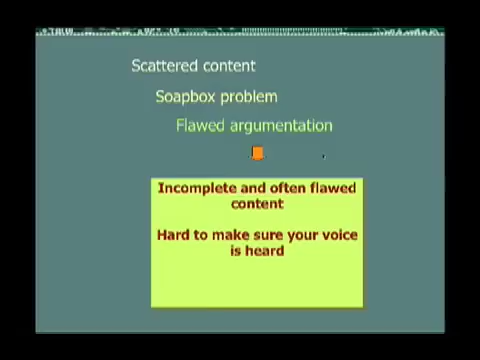 Scattered content
Soapbox problem
Flawed argumentation
Incomplete and often flawed
content
Hard to make sure your voice
is heard